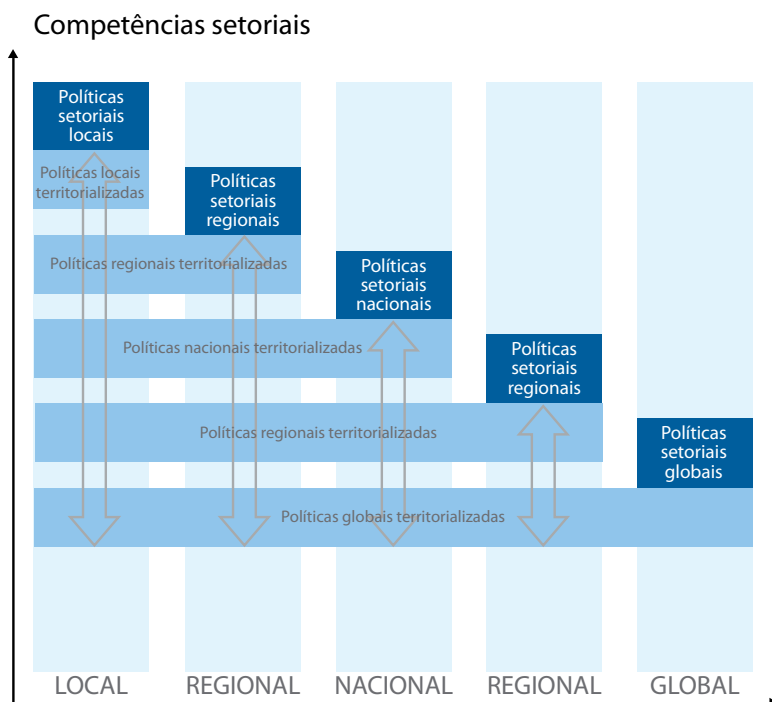 Competências setoriais
Políticas
setoriais
locais
Políticas locais
territorializadas
Políticas
setoriais
regionais
Políticas regionais territorializadas
Políticas
setoriais
nacionais
Políticas nacionais territorializadas
Políticas
setoriais
regionais
Políticas regionais territorializadas
Políticas
setoriais
globais
Políticas globais territorializadas
LOCAL
REGIONAL
NACIONAL
REGIONAL
GLOBAL